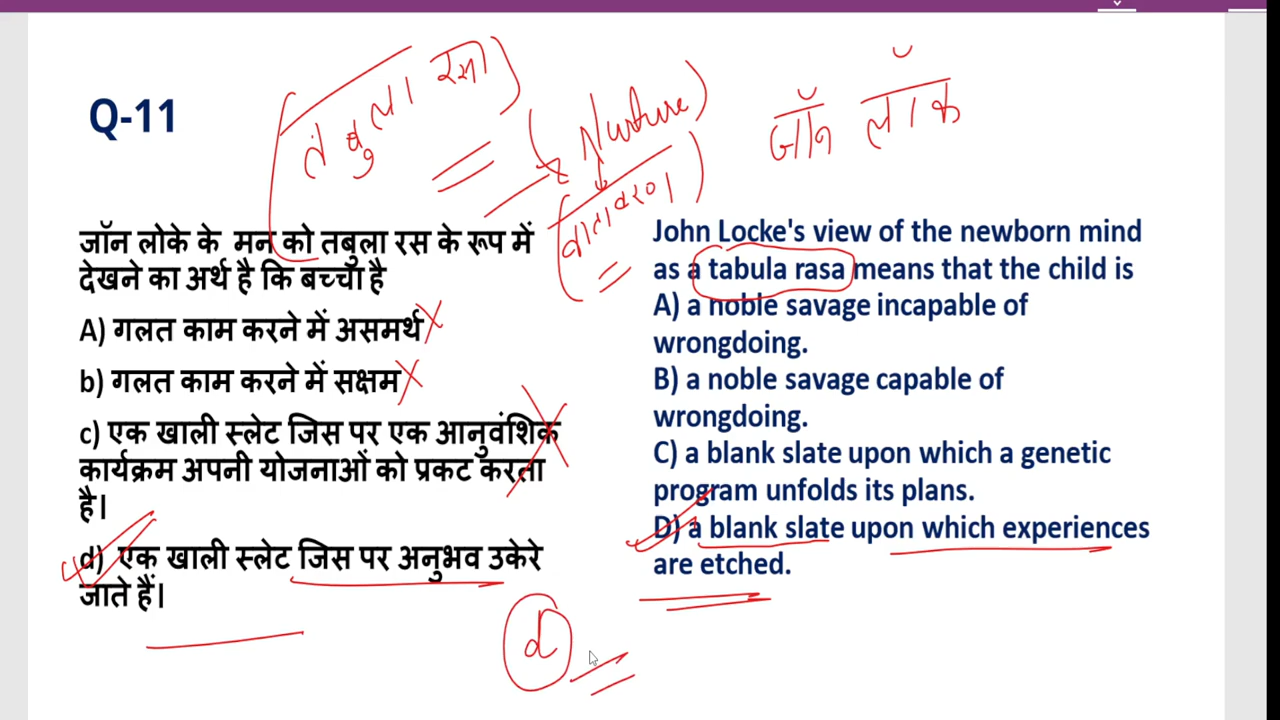 Q-11
तबुला रसा
( Nurture )
वातावरण
जॉन लॉक
जॉन लोके के मन को तबुला रस के रूप में
देखने का अर्थ है कि बच्चा है
A) गलत काम करने में असमर्थ
b) गलत काम करने में सक्षम
c) एक खाली स्लेट जिस पर एक आनुवंशिक
कार्यक्रम अपनी योजनाओं को प्रकट करता
है।
d) एक खाली स्लेट जिस पर अनुभव उकेरे
जाते हैं।
John Locke's view of the newborn mind
as a tabula rasa means that the child is
A) a noble savage incapable of
wrongdoing.
B) a noble savage capable of
wrongdoing.
C) a blank slate upon which a genetic
program unfolds its plans.
D) a blank slate upon which experiences
are etched.
d